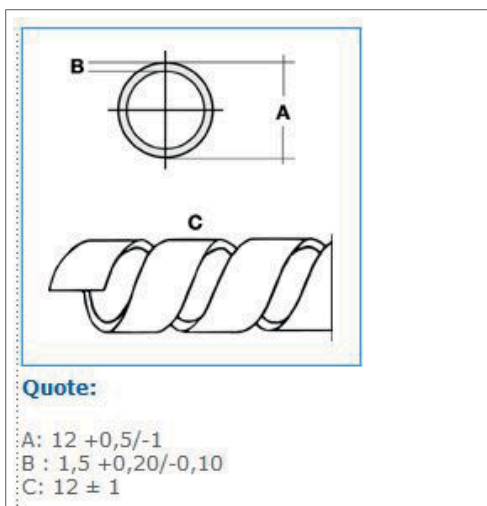 B
A
C
Quote:
A: 12 +0,5/-1
B : 1,5 +0,20/-0,10
C: 12 ± 1